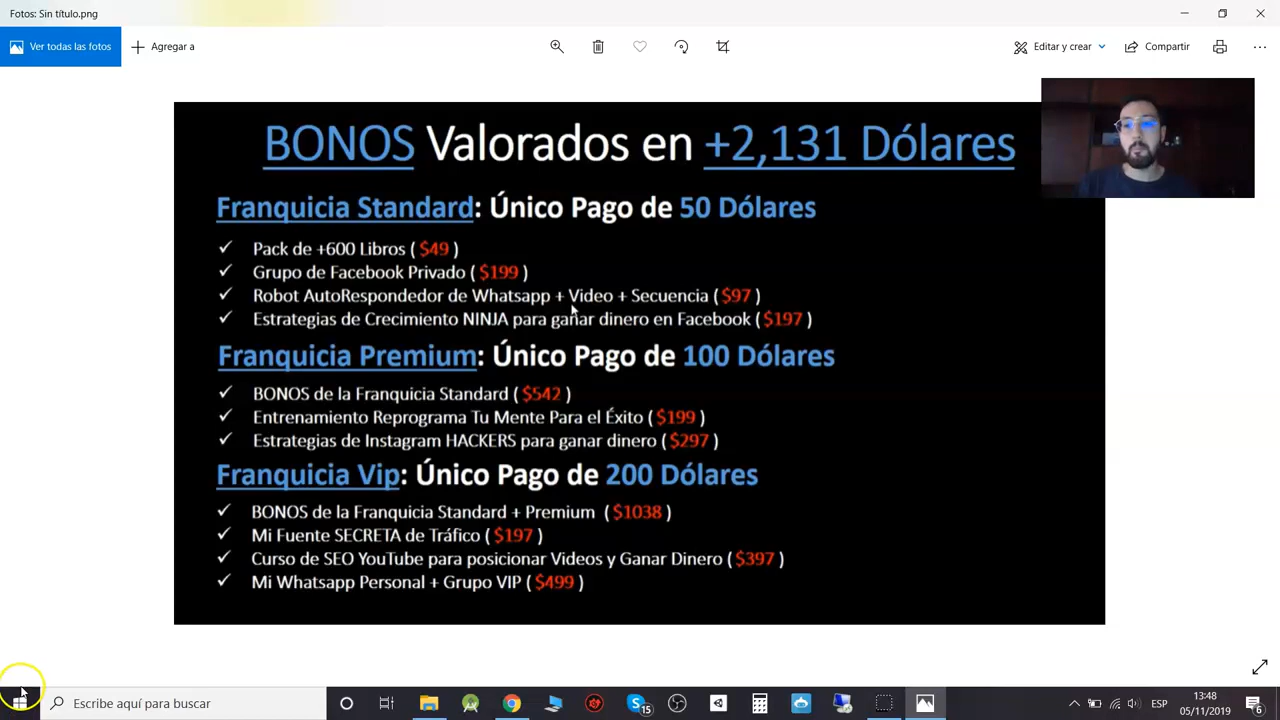 Fotos: Sin título.png
Ver todas las fotos
Agregar a
Editar y crear
Compartir
BONOS Valorados en +2,131 Dólares
Franquicia Standard: Único Pago de 50 Dólares
✓ Pack de +600 Libros ( $49 )
✓ Grupo de Facebook Privado ( $199 )
✓ Robot AutoRespondedor de Whatsapp + Video + Secuencia ( $97 )
✓ Estrategias de Crecimiento NINJA para ganar dinero en Facebook ( $197 )
Franquicia Premium: Único Pago de 100 Dólares
✓ BONOS de la Franquicia Standard ( $542 )
✓ Entrenamiento Reprograma Tu Mente Para el Éxito ( $199 )
✓ Estrategias de Instagram HACKERS para ganar dinero ( $297 )
Franquicia Vip: Único Pago de 200 Dólares
✓ BONOS de la Franquicia Standard + Premium ( $1038 )
✓ Mi Fuente SECRETA de Tráfico ( $197 )
✓ Curso de SEO YouTube para posicionar Videos y Ganar Dinero ( $397 )
✓ Mi Whatsapp Personal + Grupo VIP ( $499 )
Escribe aquí para buscar
15
ESP
13:48
05/11/2019
6